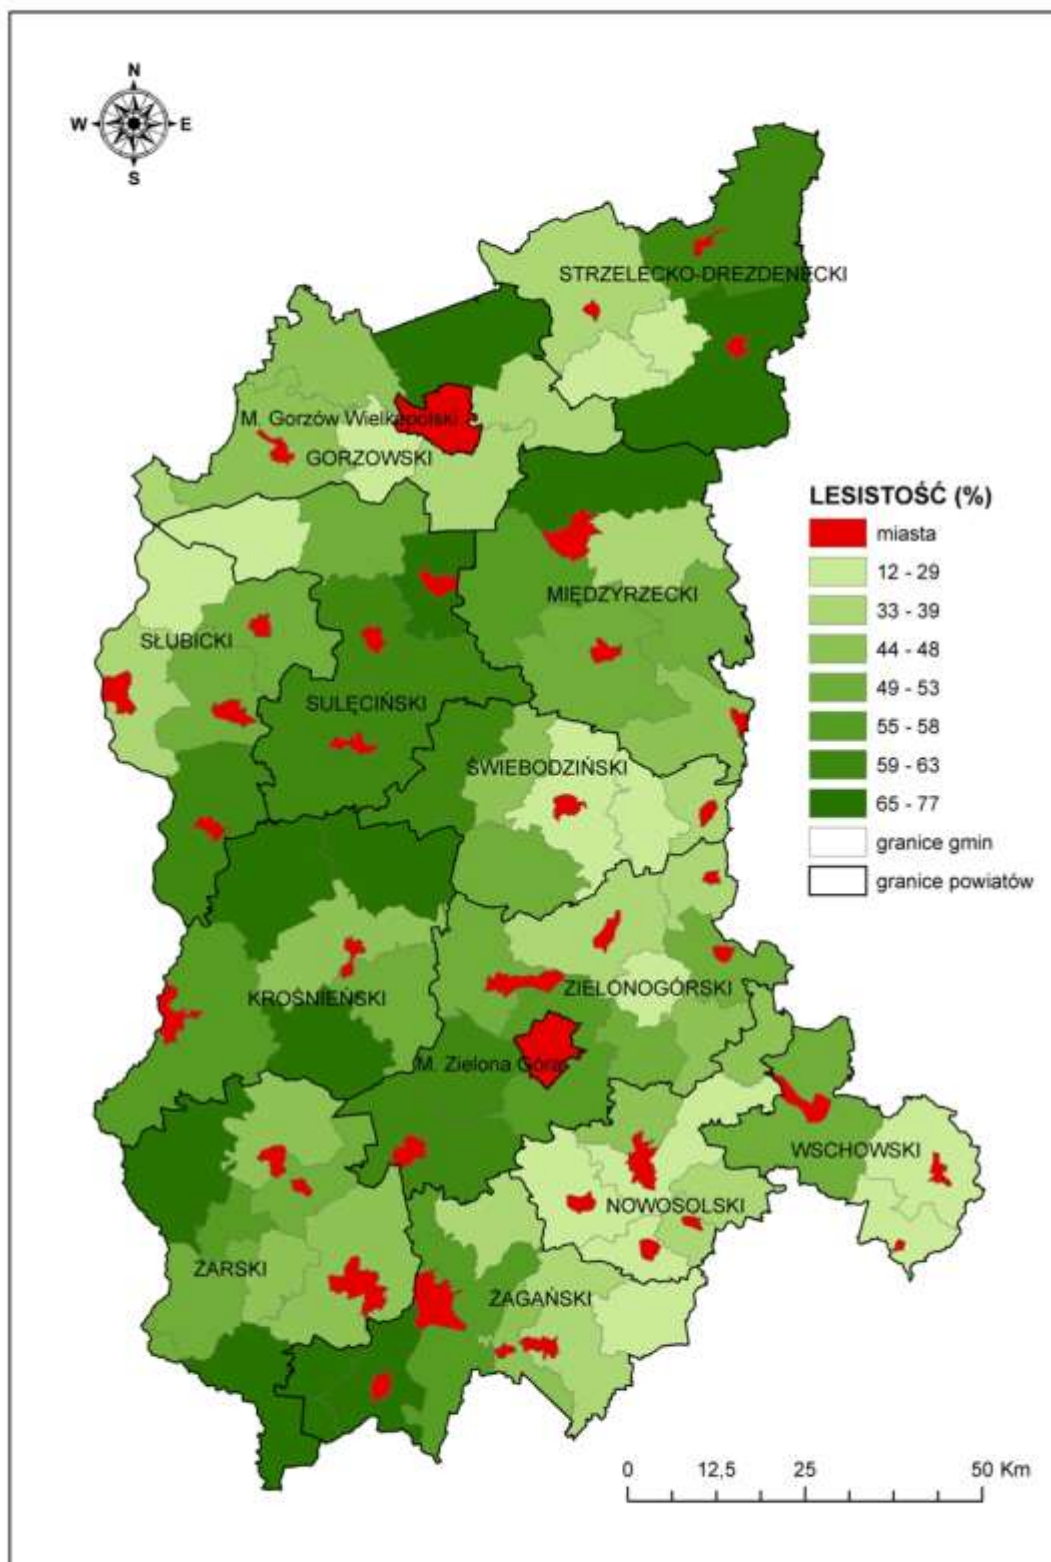 N
W E
S
STRZELECKO-DREZDENECKI
M. Gorzów Wielkopolski
GORZOWSKI
LESISTOŚĆ (%)
miasta
12 - 29
33 - 39
44 - 48
49 - 53
55 - 58
59 - 63
65 - 77
granice gmin
granice powiatów
MIĘDZYRZECKI
SŁUBICKI
SULĘCIŃSKI
ŚWIEBODZIŃSKI
KROŚNIEŃSKI
ZIELONOGÓRSKI
M. Zielona Góra
WSCHOWSKI
NOWOSOLSKI
ŻARSKI
ŻAGAŃSKI
0 12,5 25 50 Km